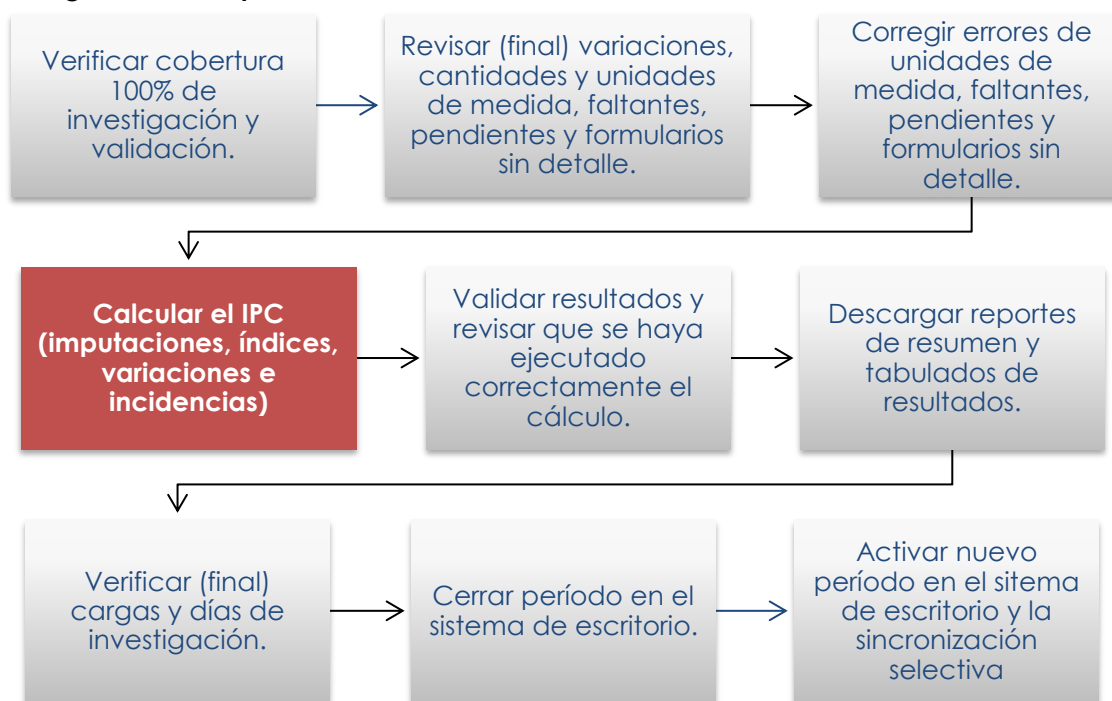 Verificar cobertura
100% de
investigación y
validación.
Revisar (final) variaciones,
cantidades y unidades
de medida, faltantes,
pendientes y formularios
sin detalle.
Corregir errores de
unidades de
medida, faltantes,
pendientes y
formularios sin
detalle.
Calcular el IPC
(imputaciones, índices,
variaciones e
incidencias)
Validar resultados y
revisar que se haya
ejecutado
correctamente el
cálculo.
Descargar reportes
de resumen y
tabulados de
resultados.
Verificar (final)
cargas y días de
investigación.
Cerrar período en el
sistema de escritorio.
Activar nuevo
período en el sitema
de escritorio y la
sincronización
selectiva